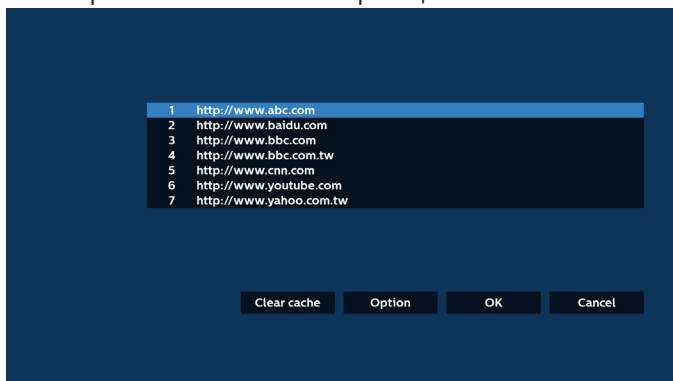 1 http://www.abc.com
2 http://www.baidu.com
3 http://www.bbc.com
4 http://www.bbc.com.tw
5 http://www.cnn.com
6 http://www.youtube.com
7 http://www.yahoo.com.tw
Clear cache Option OK Cancel